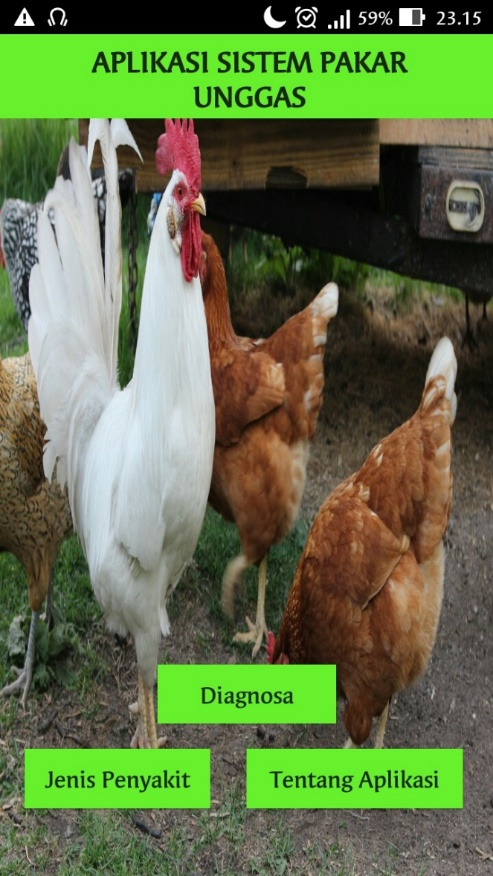 59% 23.15
APLIKASI SISTEM PAKAR
UNGGAS
Diagnosa
Jenis Penyakit
Tentang Aplikasi